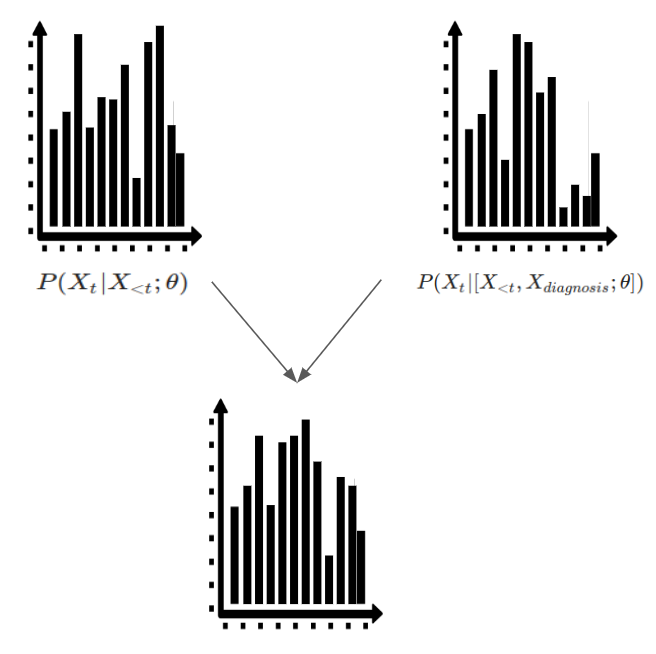 P(X_t|X_{<t}; θ)
P(X_t|[X_{<t}, X_{diagnosis}; θ])